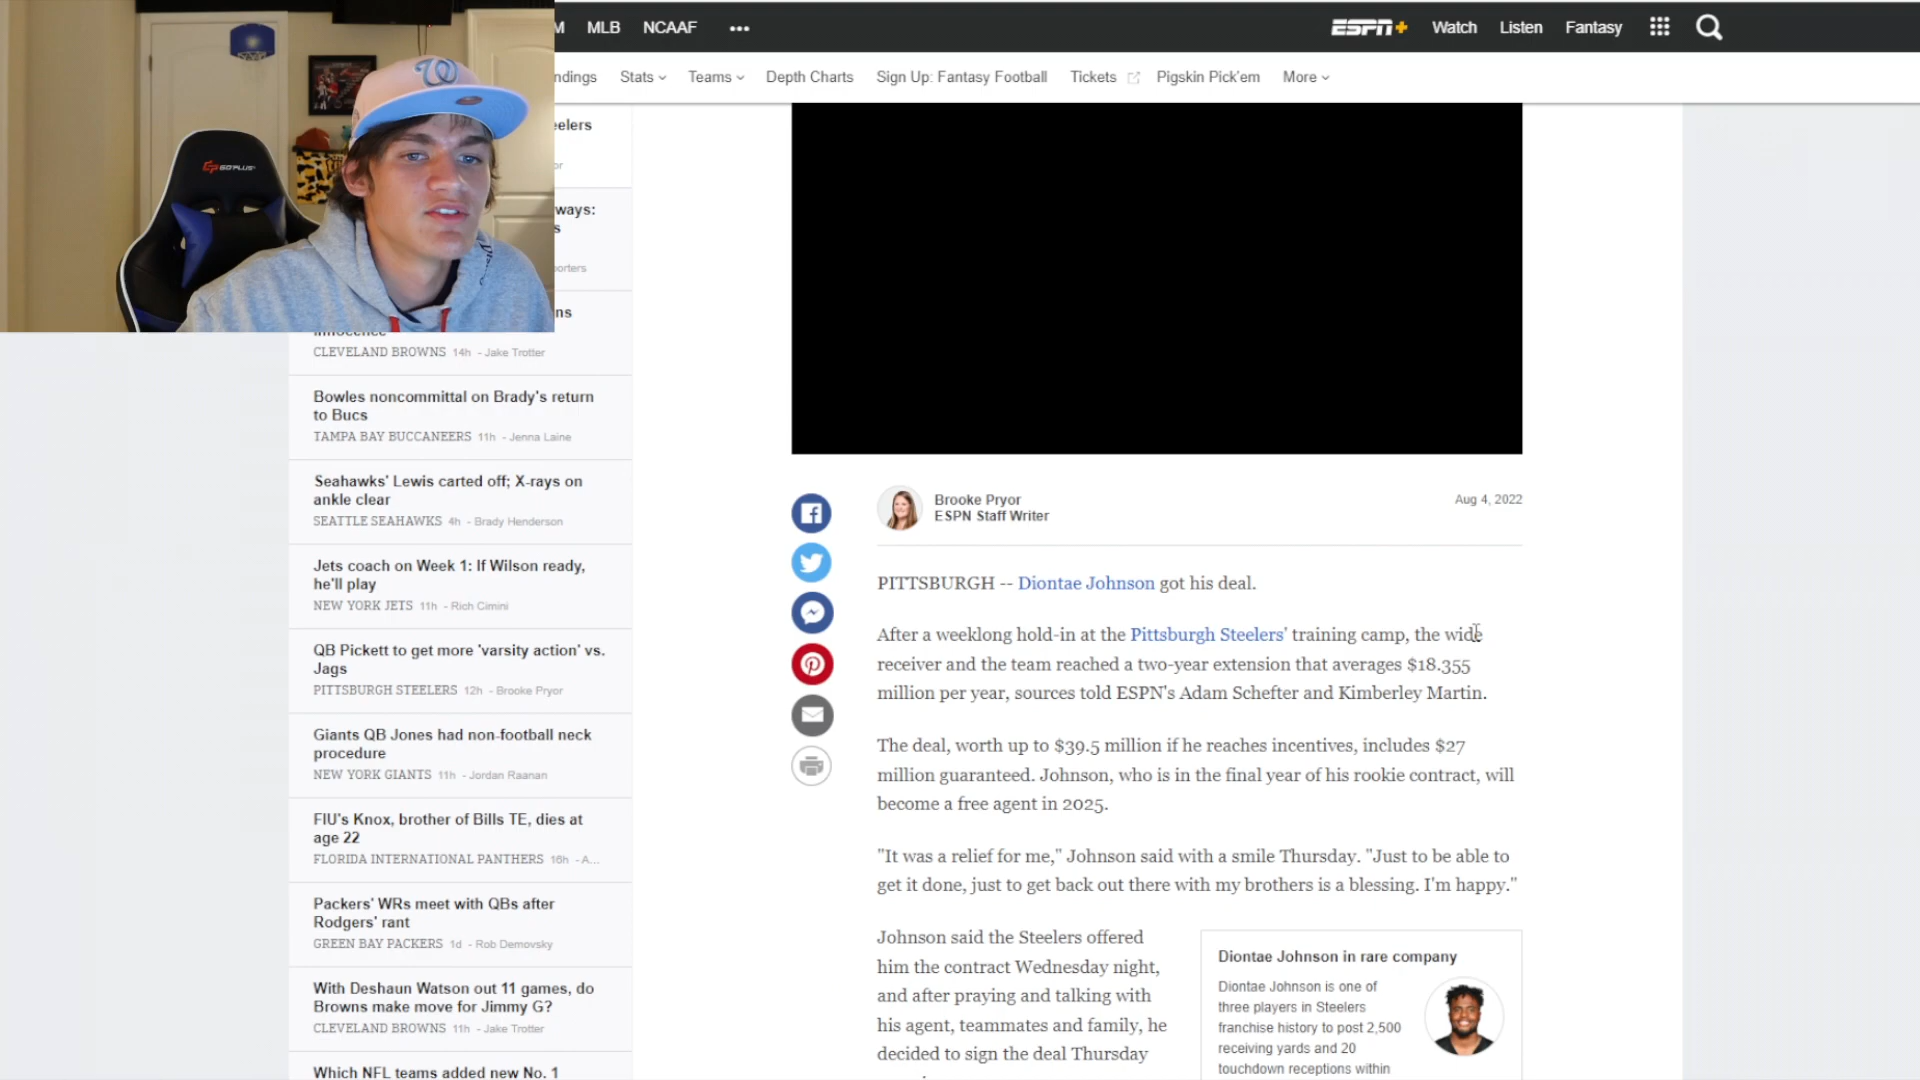 M MLB NCAAF
ESPN+ Watch Listen Fantasy
ndings Stats Teams Depth Charts Sign Up: Fantasy Football Tickets Pigskin Pick'em More
GOPLUS
W
eelers
or
ways:
s
orters
ns
CLEVELAND BROWNS 14h - Jake Trotter
Bowles noncommittal on Brady's return
to Bucs
TAMPA BAY BUCCANEERS 11h - Jenna Laine
Seahawks' Lewis carted off; X-rays on
ankle clear
SEATTLE SEAHAWKS 4h - Brady Henderson
Jets coach on Week 1: If Wilson ready,
he'll play
NEW YORK JETS 11h - Rich Cimini
QB Pickett to get more 'varsity action' vs.
Jags
PITTSBURGH STEELERS 12h - Brooke Pryor
Giants QB Jones had non-football neck
procedure
NEW YORK GIANTS 11h - Jordan Raanan
FIU's Knox, brother of Bills TE, dies at
age 22
FLORIDA INTERNATIONAL PANTHERS 16h - A...
Packers' WRs meet with QBs after
Rodgers' rant
GREEN BAY PACKERS 1d - Rob Demovsky
With Deshaun Watson out 11 games, do
Browns make move for Jimmy G?
CLEVELAND BROWNS 11h - Jake Trotter
Which NFL teams added new No. 1
Brooke Pryor
ESPN Staff Writer
Aug 4, 2022
PITTSBURGH -- Diontae Johnson got his deal.
After a weeklong hold-in at the Pittsburgh Steelers' training camp, the wide
receiver and the team reached a two-year extension that averages $18.355
million per year, sources told ESPN's Adam Schefter and Kimberley Martin.
The deal, worth up to $39.5 million if he reaches incentives, includes $27
million guaranteed. Johnson, who is in the final year of his rookie contract, will
become a free agent in 2025.
"It was a relief for me," Johnson said with a smile Thursday. "Just to be able to
get it done, just to get back out there with my brothers is a blessing. I'm happy."
Johnson said the Steelers offered
him the contract Wednesday night,
and after praying and talking with
his agent, teammates and family, he
decided to sign the deal Thursday
Diontae Johnson in rare company
Diontae Johnson is one of
three players in Steelers
franchise history to post 2,500
receiving yards and 20
touchdown receptions within